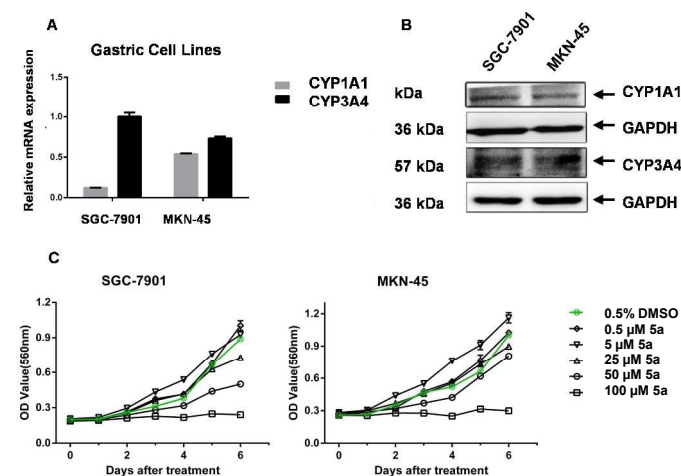 A
Gastric Cell Lines
Relative mRNA expression
1.5
1.0
0.5
0.0
SGC-7901 MKN-45
CYP1A1
CYP3A4
B
SGC-7901 MKN-45
kDa
CYP1A1
36 kDa
GAPDH
57 kDa
CYP3A4
36 kDa
GAPDH
C
SGC-7901
OD Value(560nm)
1.2
0.9
0.6
0.3
0.0
0 2 4 6
Days after treatment
MKN-45
OD Value(560nm)
1.2
0.9
0.6
0.3
0.0
0 2 4 6
Days after treatment
0.5% DMSO
0.5 μM 5a
5 μM 5a
25 μM 5a
50 μM 5a
100 μM 5a